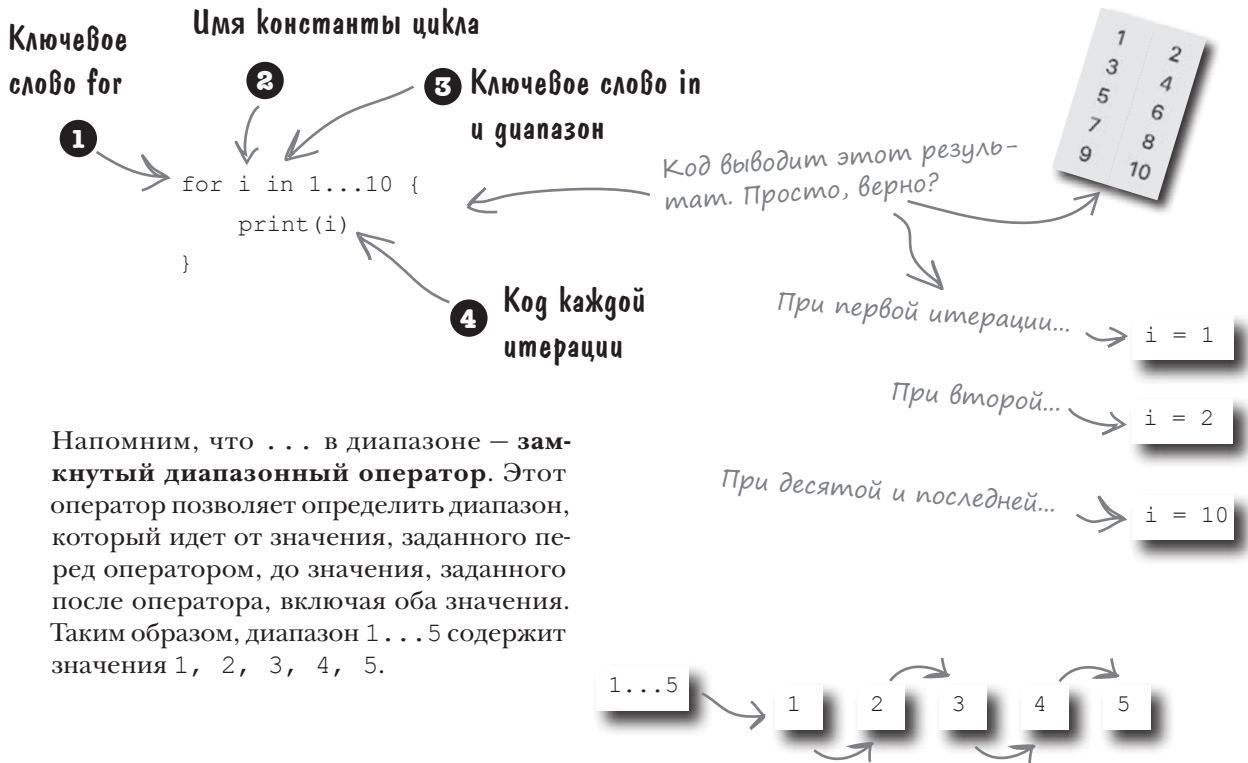 Ключевое
слово for
1
Имя константы цикла
2
3 Ключевое слово in
и диапазон
for i in 1...10 {
print(i)
}
4 Код каждой
итерации
Код выводит этот резуль-
тат. Просто, верно?
1 2
3 4
5 6
7 8
9 10
При первой итерации...
i = 1
При второй...
i = 2
При десятой и последней...
i = 10
Напомним, что ... в диапазоне — зам-
кнутый диапазонный оператор. Этот
оператор позволяет определить диапазон,
который идет от значения, заданного пе-
ред оператором, до значения, заданного
после оператора, включая оба значения.
Таким образом, диапазон 1...5 содержит
значения 1, 2, 3, 4, 5.
1...5
1 2 3 4 5